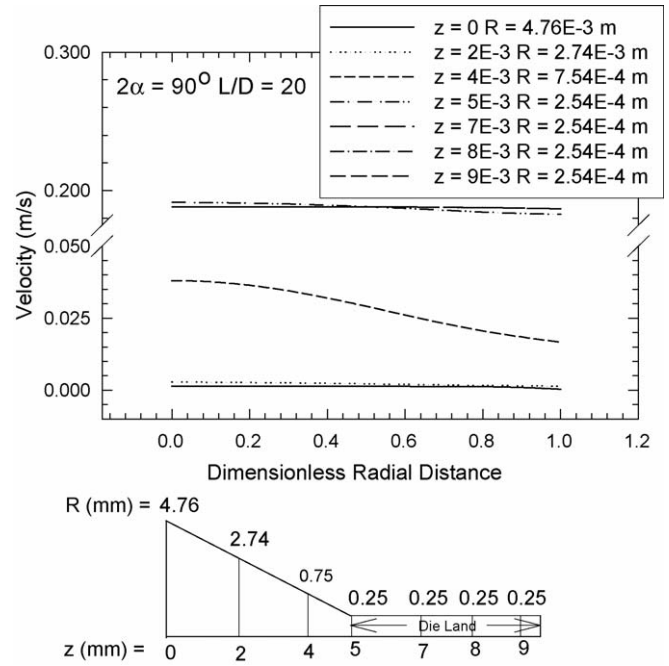 z = 0 R = 4.76E-3 m
z = 2E-3 R = 2.74E-3 m
z = 4E-3 R = 7.54E-4 m
z = 5E-3 R = 2.54E-4 m
z = 7E-3 R = 2.54E-4 m
z = 8E-3 R = 2.54E-4 m
z = 9E-3 R = 2.54E-4 m
2α = 90° L/D = 20
Velocity (m/s)
0.300
0.200
0.050
0.025
0.000
0.0 0.2 0.4 0.6 0.8 1.0 1.2
Dimensionless Radial Distance
R (mm) = 4.76
2.74
0.75
0.25 0.25 0.25 0.25
Die Land
z (mm) = 0 2 4 5 7 8 9